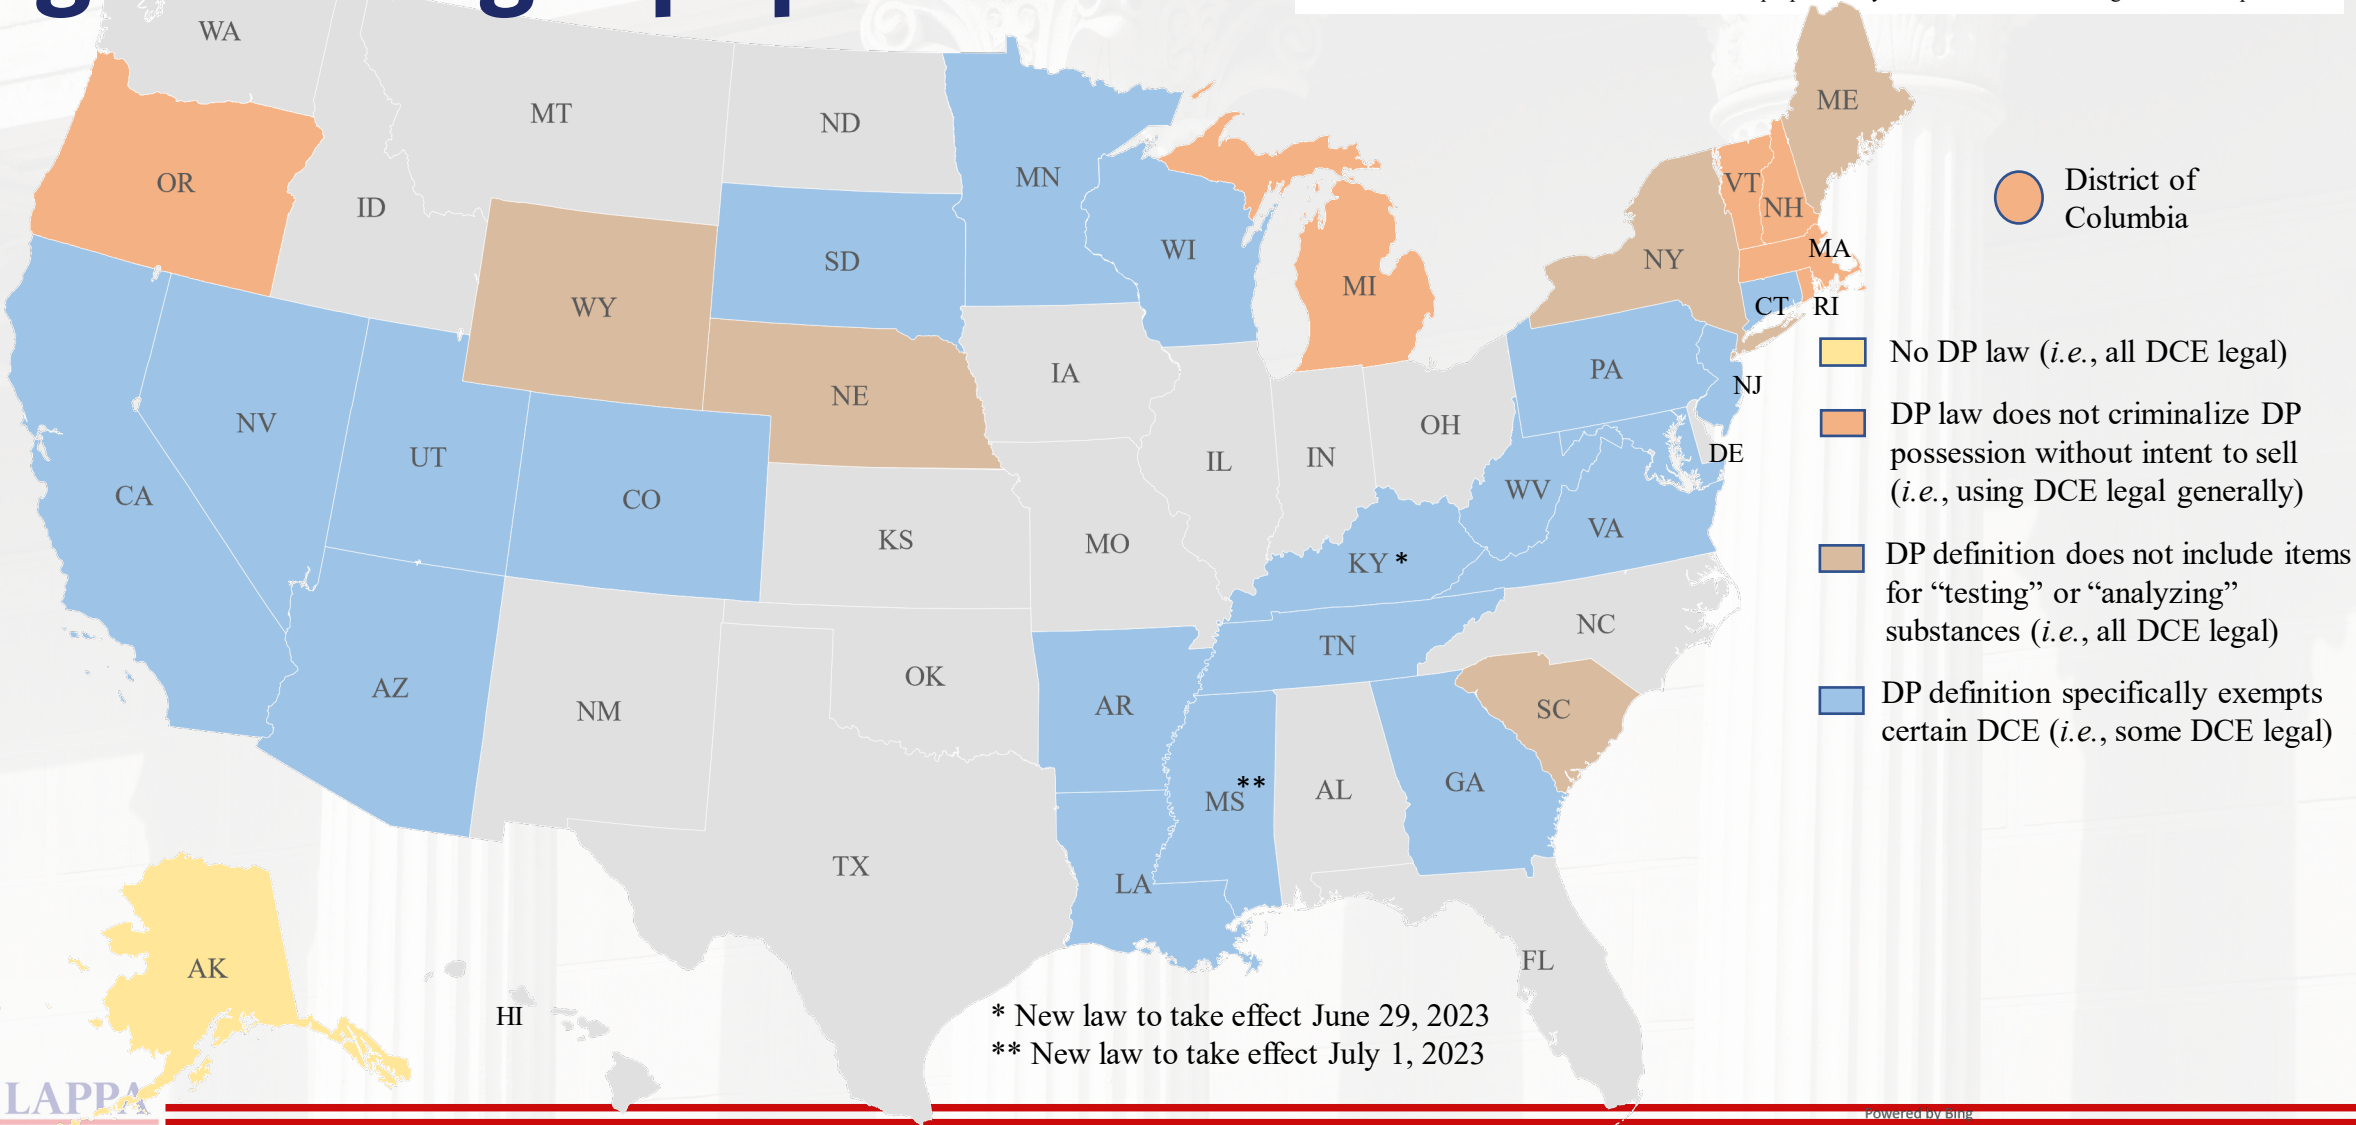 WA
MT
ND
ME
OR
ID
MN
VT
NH
District of
Columbia
WI
SD
NY
MA
WY
MI
CT
RI
No DP law (i.e., all DCE legal)
NE
IA
PA
NJ
DP law does not criminalize DP
possession without intent to sell
(i.e., using DCE legal generally)
NV
UT
OH
DE
IL
IN
CA
CO
WV
VA
KS
MO
KY *
DP definition does not include items
for “testing” or “analyzing”
substances (i.e., all DCE legal)
NC
TN
OK
AZ
NM
AR
SC
DP definition specifically exempts
certain DCE (i.e., some DCE legal)
MS**
AL
GA
TX
LA
FL
AK
HI
* New law to take effect June 29, 2023
** New law to take effect July 1, 2023
LAPPA
Powered by Bing